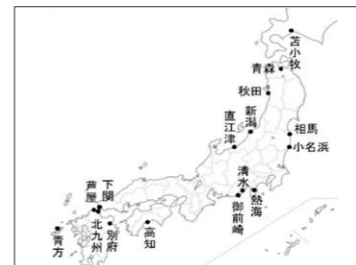 苫小牧
青森
秋田
新潟
直江津
相馬
小名浜
清水
熱海
御前崎
下関
芦屋
北九州
別府
高知
青方